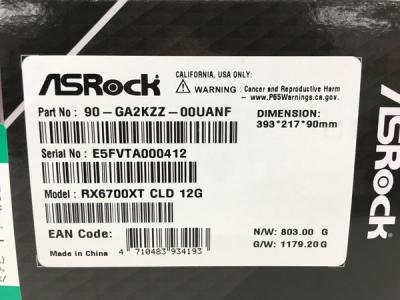 ASRock
CALIFORNIA, USA ONLY:
WARNING : Cancer and Reproductive Harm
- www.P65Warnings.ca.gov.
Part No : 90-GA2KZZ-00UANF
DIMENSION:
393*217*90mm
Serial No : E5FVTA000412
Model : RX6700XT CLD 12G
EAN Code:
N/W: 803.00 G
G/W: 1179.20G
Made in China
4 710483 934193
ASRock